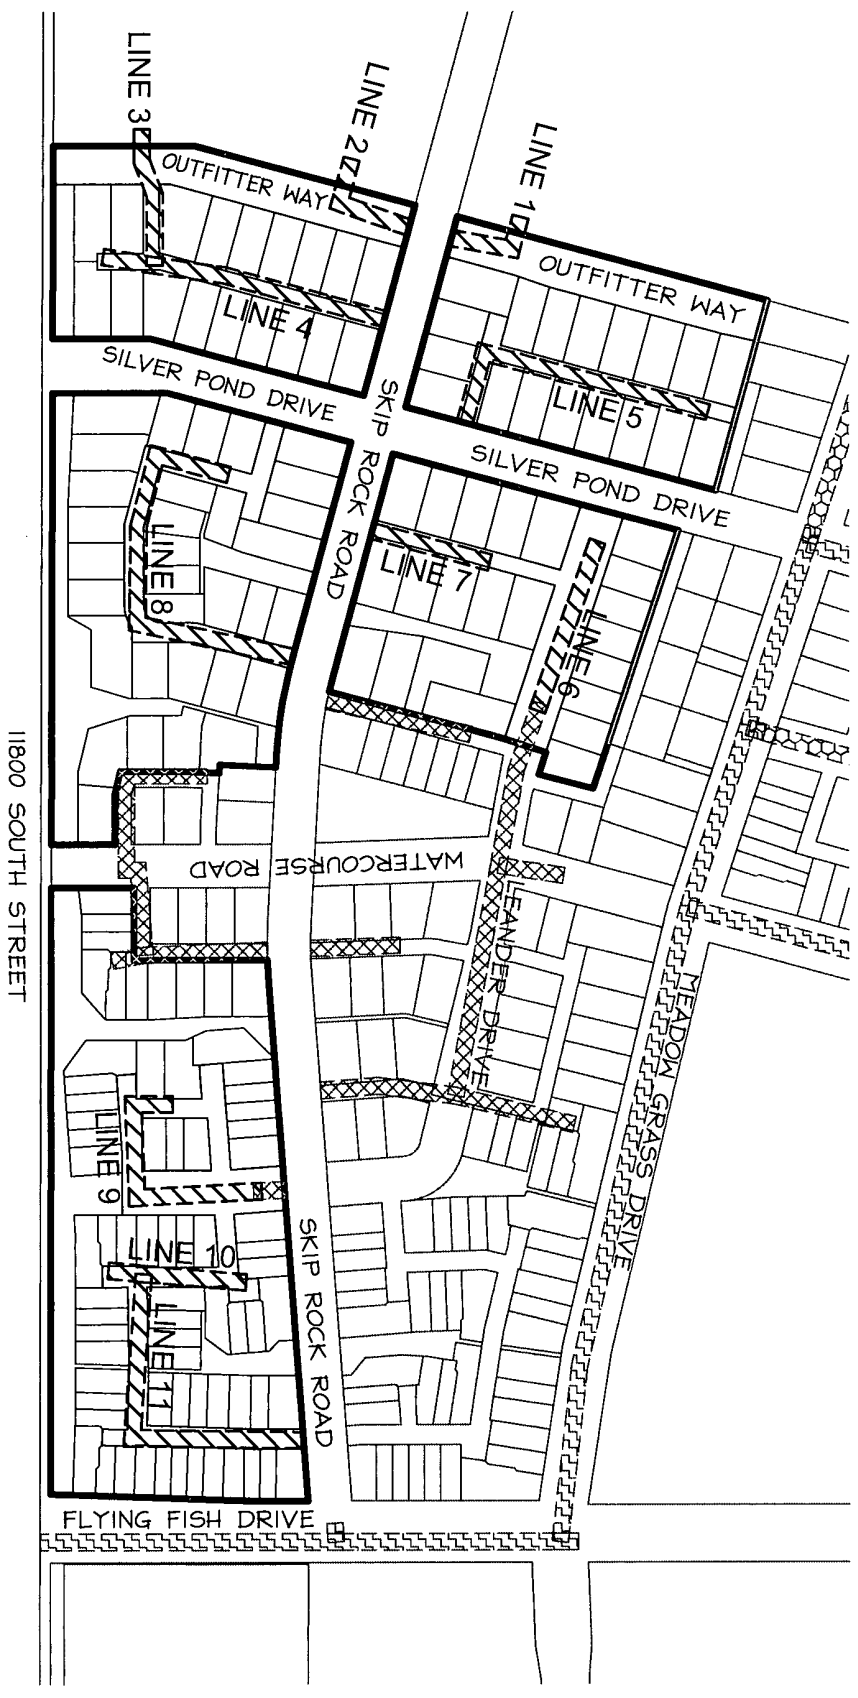 LINE 3
LINE 2
LINE 1
OUTFITTER WAY
OUTFITTER WAY
LINE 4
LINE 5
SILVER POND DRIVE
SKIP ROCK ROAD
SILVER POND DRIVE
LINE 8
LINE 7
LINE 6
11800 SOUTH STREET
WATERCOURSE ROAD
LEANDER DRIVE
MEADOW GRASS DRIVE
LINE 9
LINE 10
LINE 11
SKIP ROCK ROAD
FLYING FISH DRIVE